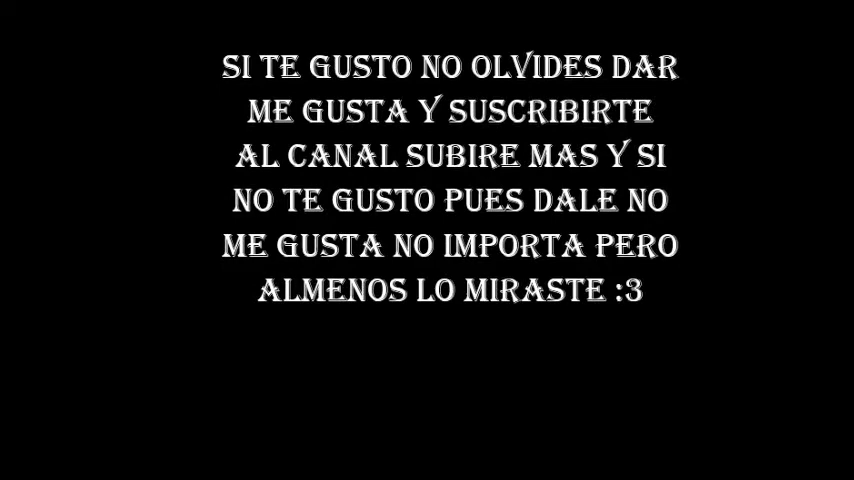 SI TE GUSTO NO OLVIDES DAR
ME GUSTA Y SUSCRIBIRTE
AL CANAL SUBIRE MAS Y SI
NO TE GUSTO PUES DALE NO
ME GUSTA NO IMPORTA PERO
ALMENOS LO MIRASTE :3